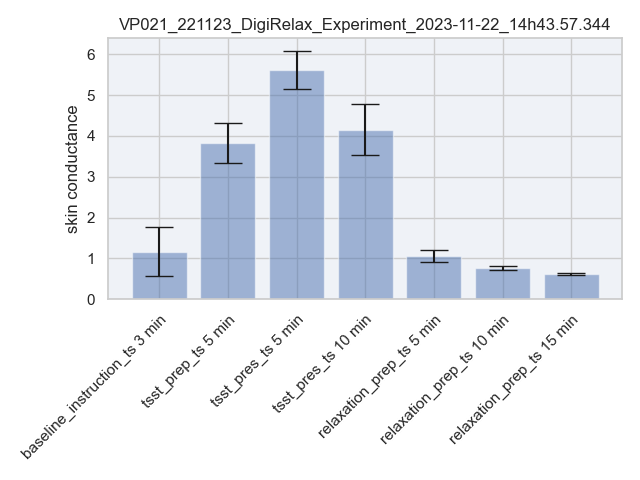 VP021_221123_DigiRelax_Experiment_2023-11-22_14h43.57.344
skin conductance
6
5
4
3
2
1
0
baseline_instruction_ts 3 min
tsst_prep_ts 5 min
tsst_pres_ts 5 min
tsst_pres_ts 10 min
relaxation_prep_ts 5 min
relaxation_prep_ts 10 min
relaxation_prep_ts 15 min